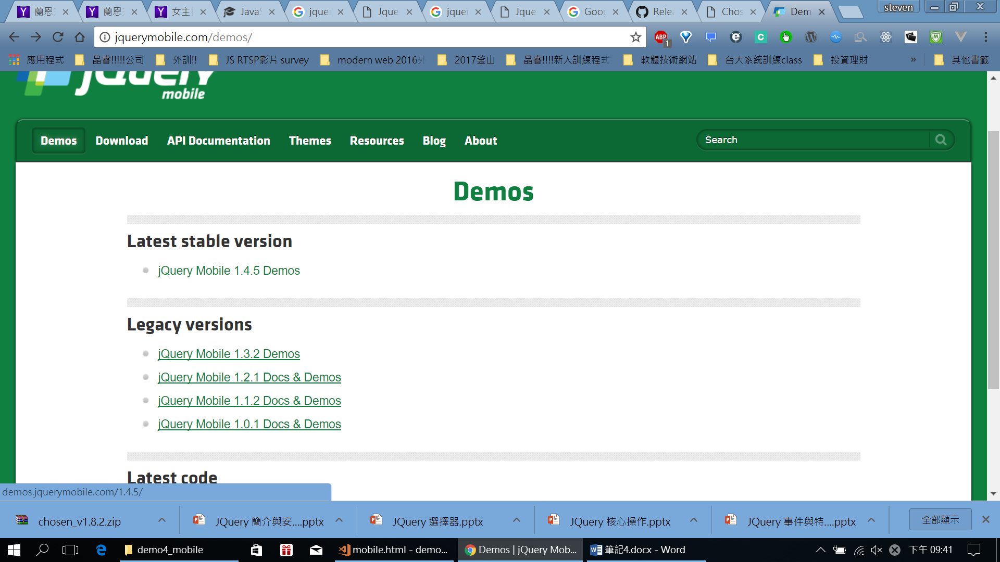 蘭恩
蘭恩
女主
JavaS
jquer
Jque
jquer
Jque
Goog
Relea
Chos
Dem
steven
jquerymobile.com/demos/
ABP
1
應用程式
晶睿!!!!!公司
外訓!!
JS RTSP影片 survey
modern web 2016外
2017釜山
晶睿!!!!新人訓練程式
軟體技術網站
台大系統訓練class
投資理財
»
其他書籤
jQuery
mobile
Demos
Download
API Documentation
Themes
Resources
Blog
About
Search
Demos
Latest stable version
jQuery Mobile 1.4.5 Demos
Legacy versions
jQuery Mobile 1.3.2 Demos
jQuery Mobile 1.2.1 Docs & Demos
jQuery Mobile 1.1.2 Docs & Demos
jQuery Mobile 1.0.1 Docs & Demos
Latest code
demos.jquerymobile.com/1.4.5/
chosen_v1.8.2.zip
JQuery 簡介與安....pptx
JQuery 選擇器.pptx
JQuery 核心操作.pptx
JQuery 事件與特....pptx
全部顯示
demo4_mobile
mobile.html - demo...
Demos | jQuery Mob...
筆記4.docx - Word
下午 09:41